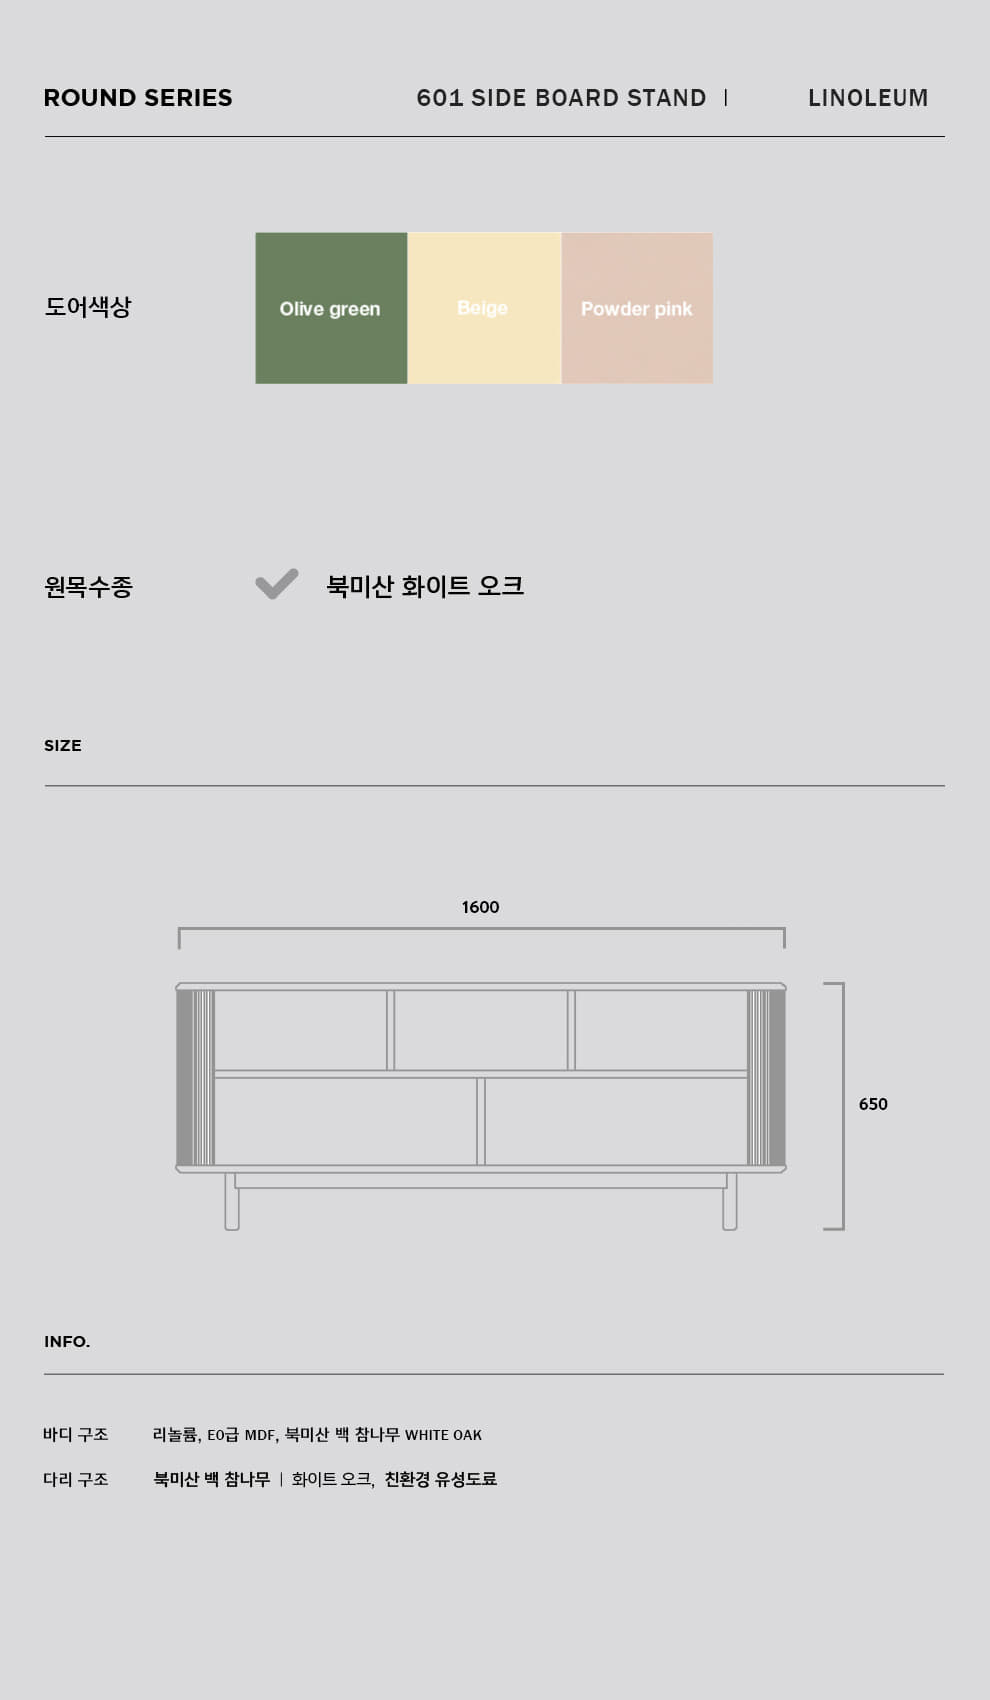 ROUND SERIES 601 SIDE BOARD STAND | LINOLEUM
도어색상 Olive green Beige Powder pink
원목수종 북미산 화이트 오크
SIZE
1600
650
INFO.
바디 구조 리놀륨, E0급 MDF, 북미산 백 참나무 WHITE OAK
다리 구조 북미산 백 참나무 | 화이트 오크, 친환경 유성도료